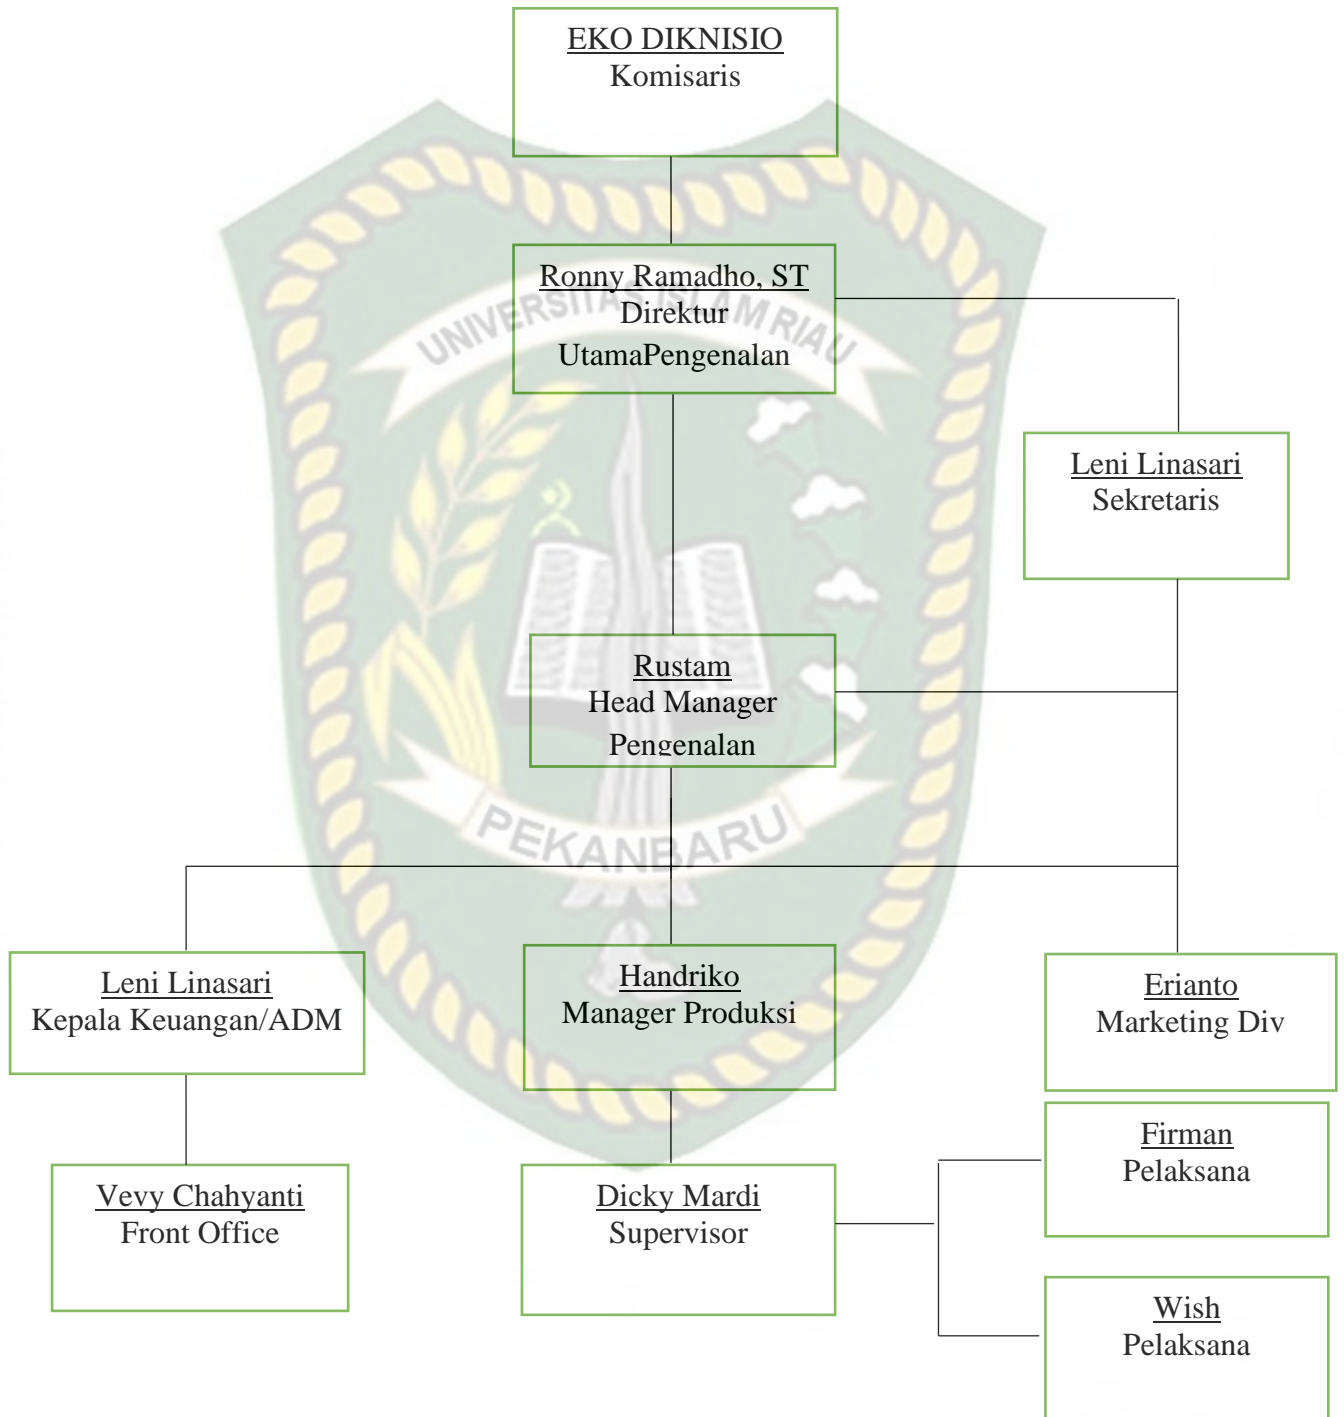 EKO DIKNISIO
Komisaris
UNIVERSITAS ISLAM RIAU
Ronny Ramadho, ST
Direktur
UtamaPengenalan
Leni Linasari
Sekretaris
Rustam
Head Manager
Pengenalan
PEKANBARU
Leni Linasari
Kepala Keuangan/ADM
Handriko
Manager Produksi
Erianto
Marketing Div
Firman
Pelaksana
Vevy Chahyanti
Front Office
Dicky Mardi
Supervisor
Wish
Pelaksana